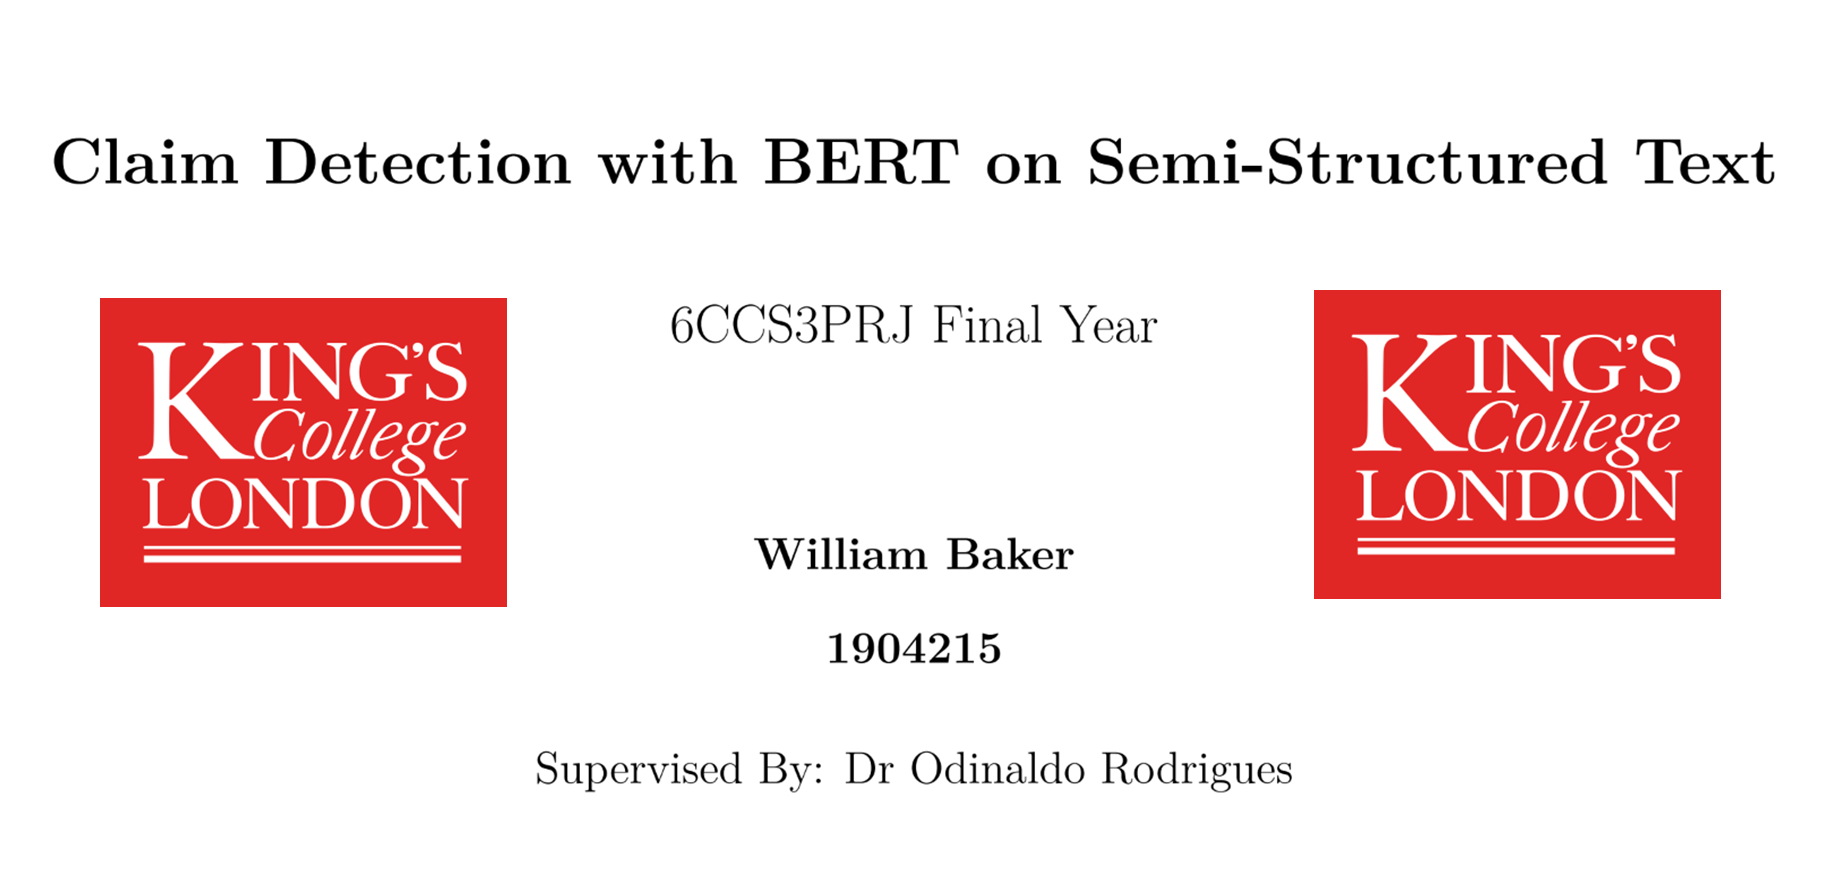 Claim Detection with BERT on Semi-Structured Text
KING'S
College
LONDON
6CCS3PRJ Final Year
KING'S
College
LONDON
William Baker
1904215
Supervised By: Dr Odinaldo Rodrigues